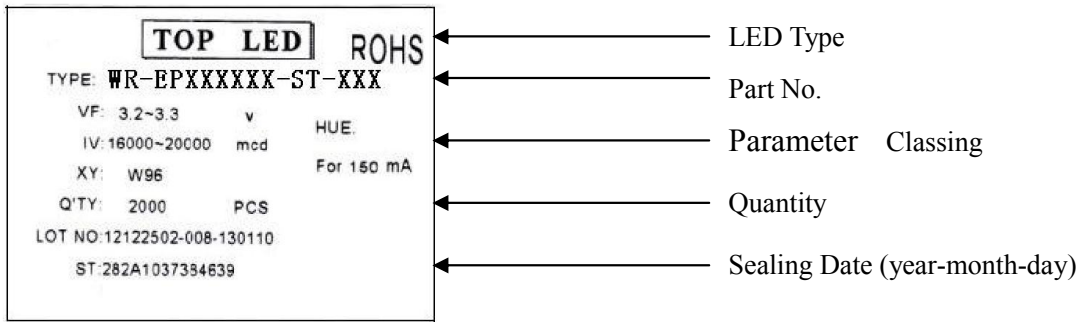 TOP LED ROHS
LED Type
TYPE: WR-EPXXXXXX-ST-XXX
Part No.
VF: 3.2~3.3 v
HUE.
IV: 16000~20000 mcd
Parameter Classing
For 150 mA
XY: W96
Q'TY: 2000 PCS
Quantity
LOT NO:12122502-008-130110
ST:282A1037384639
Sealing Date (year-month-day)